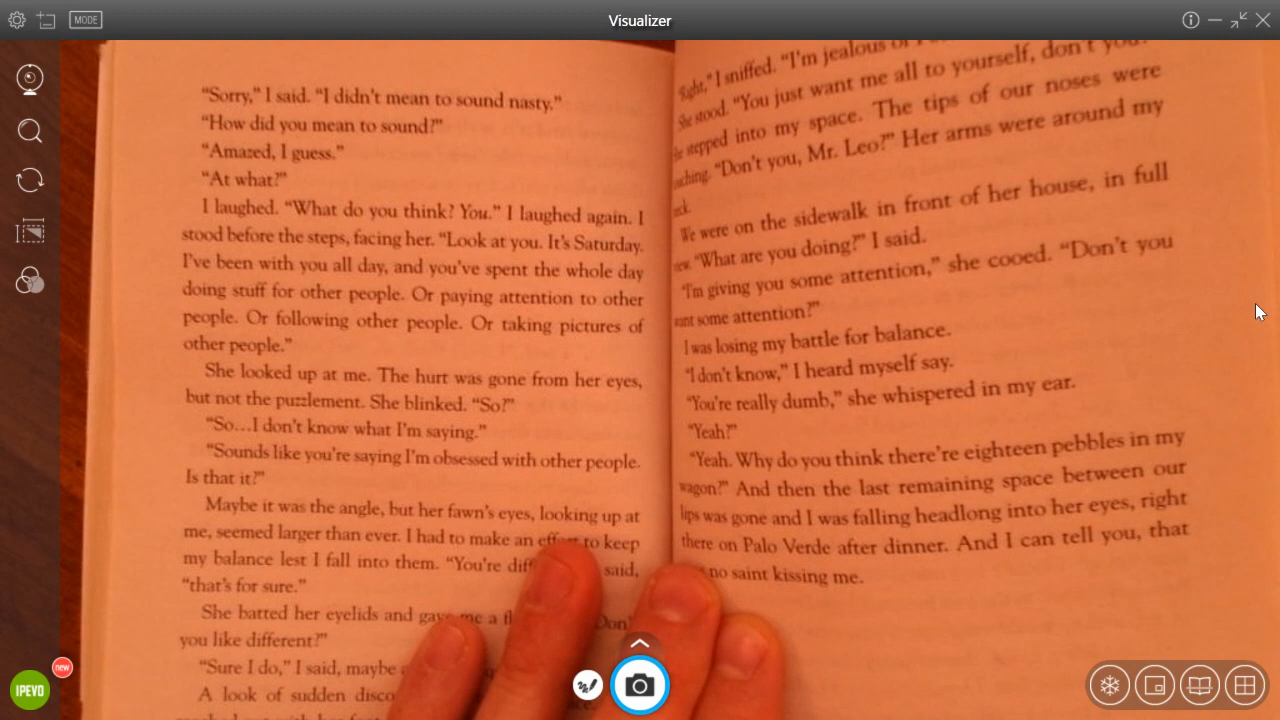 MODE
Visualizer
"Sorry," I said. "I didn't mean to sound nasty."
"How did you mean to sound?"
"Amazed, I guess."
"At what?"
I laughed. "What do you think? You." I laughed again. I
stood before the steps, facing her. "Look at you. It's Saturday.
I've been with you all day, and you've spent the whole day
doing stuff for other people. Or paying attention to other
people. Or following other people. Or taking pictures of
other people."
She looked up at me. The hurt was gone from her eyes,
but not the puzzlement. She blinked. "So?"
"So...I don't know what I'm saying."
"Sounds like you're saying I'm obsessed with other people.
Is that it?"
Maybe it was the angle, but her fawn's eyes, looking up at
me, seemed larger than ever. I had to make an effort to keep
my balance lest I fall into them. "You're said,
"that's for sure."
She batted her eyelids and gave me a
you like different?"
"Sure I do," I said, maybe
A look of sudden
Right," I sniffed. "I'm jealous
She stood. "You just want me all to yourself, don't you?
stepped into my space. The tips of our noses were
"Don't you, Mr. Leo?" Her arms were around my
We were on the sidewalk in front of her house, in full
"What are you doing?" I said.
"I'm giving you some attention," she cooed. "Don't you
want some attention?"
I was losing my battle for balance.
"I don't know," I heard myself say.
"You're really dumb," she whispered in my ear.
"Yeah?"
"Yeah. Why do you think there're eighteen pebbles in my
wagon?" And then the last remaining space between our
lips was gone and I was falling headlong into her eyes, right
there on Palo Verde after dinner. And I can tell you, that
no saint kissing me.
new
IPEVO